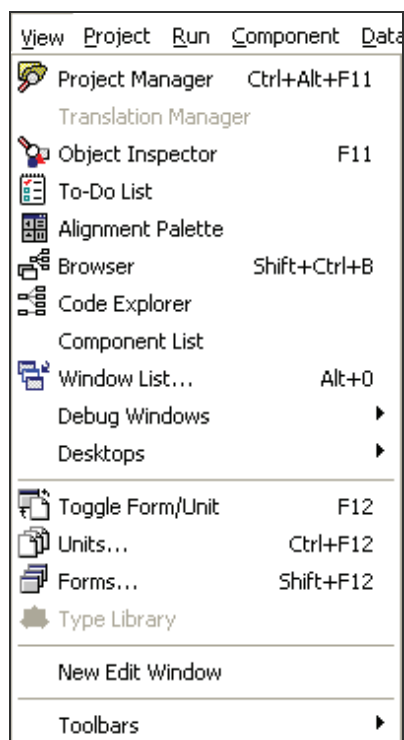 View Project Run Component Data
Project Manager Ctrl+Alt+F11
Translation Manager
Object Inspector F11
To-Do List
Alignment Palette
Browser Shift+Ctrl+B
Code Explorer
Component List
Window List... Alt+0
Debug Windows
Desktops
Toggle Form/Unit F12
Units... Ctrl+F12
Forms... Shift+F12
Type Library
New Edit Window
Toolbars